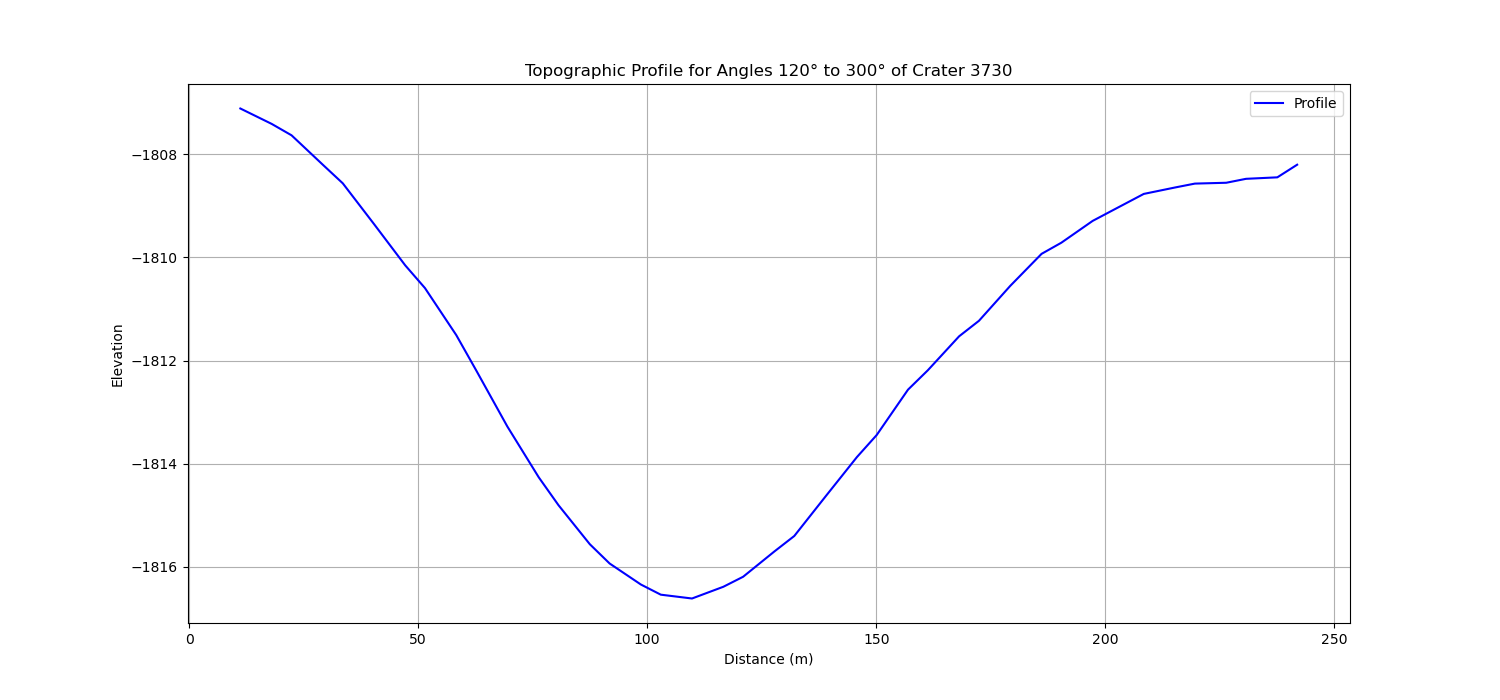 Topographic Profile for Angles 120° to 300° of Crater 3730
Profile
−1808
−1810
−1812
−1814
−1816
Elevation
0 50 100 150 200 250
Distance (m)